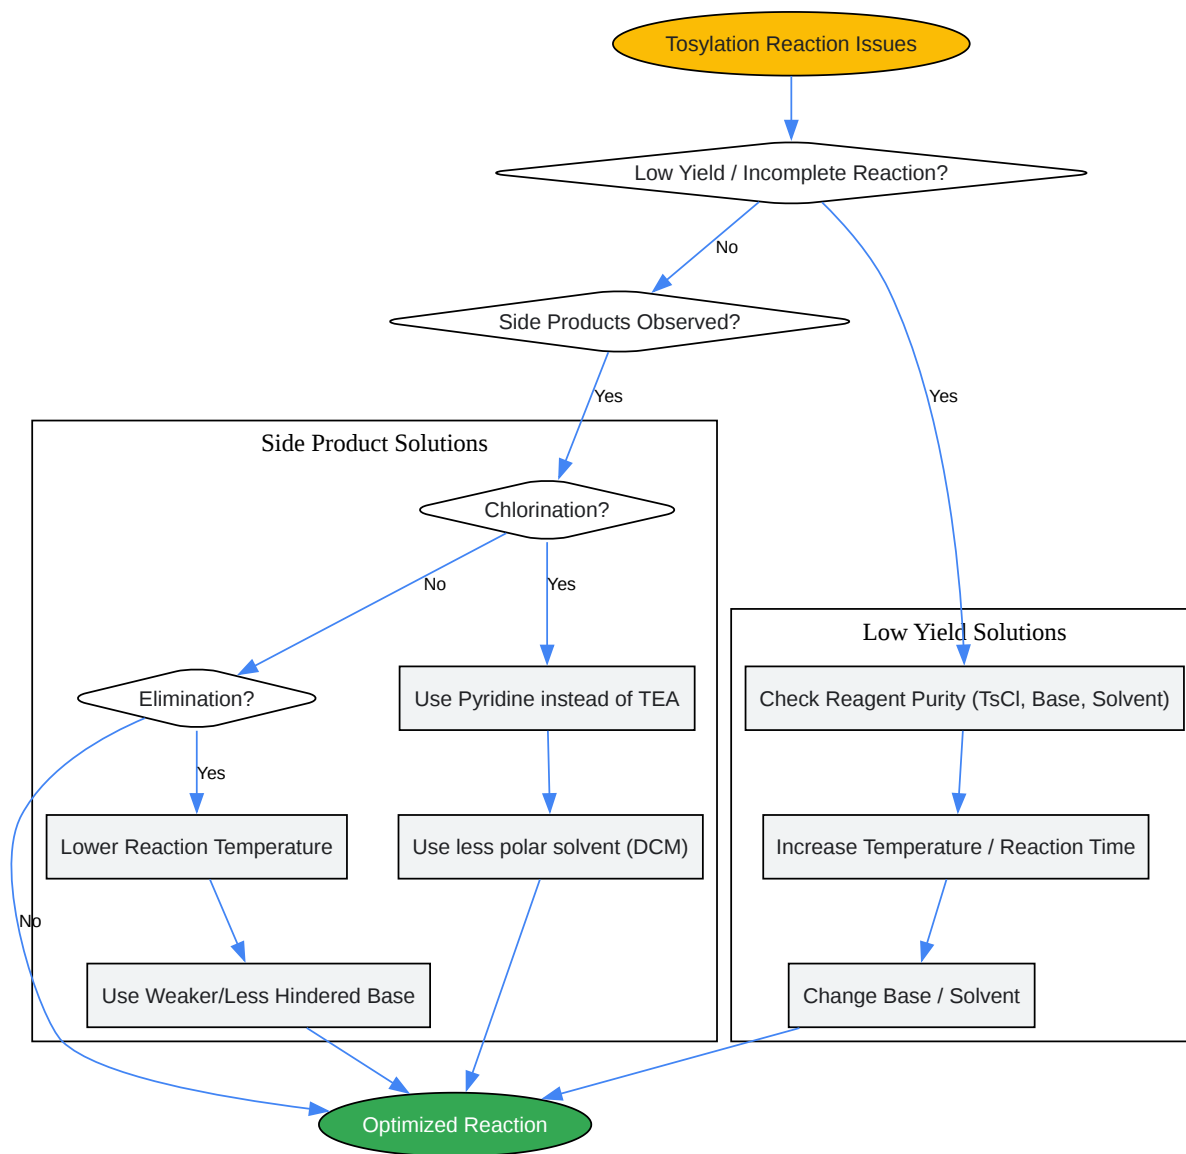 Tosylation Reaction Issues
Low Yield / Incomplete Reaction?
No
Side Products Observed?
Yes
Yes
Side Product Solutions
Chlorination?
No
Yes
Low Yield Solutions
Elimination?
Use Pyridine instead of TEA
Check Reagent Purity (TsCl, Base, Solvent)
Yes
Lower Reaction Temperature
Use less polar solvent (DCM)
Increase Temperature / Reaction Time
No
Use Weaker/Less Hindered Base
Change Base / Solvent
Optimized Reaction